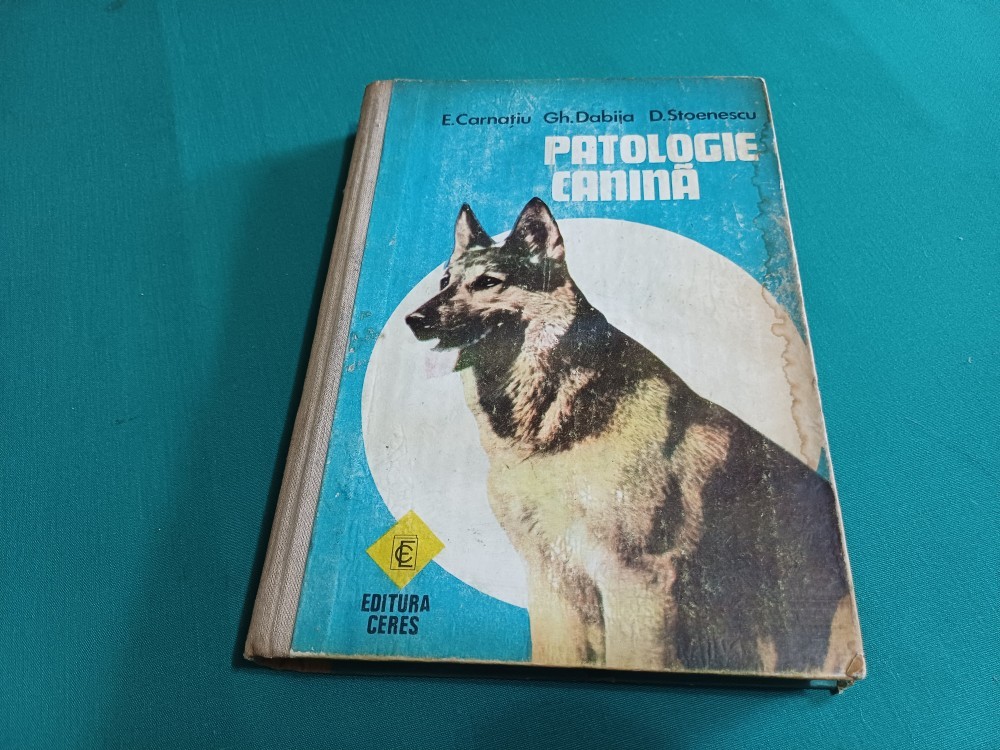 E.Carnațiu Gh.Dabija D.Stoenescu
PATOLOGIE
CANINĂ
EC
EDITURA
CERES